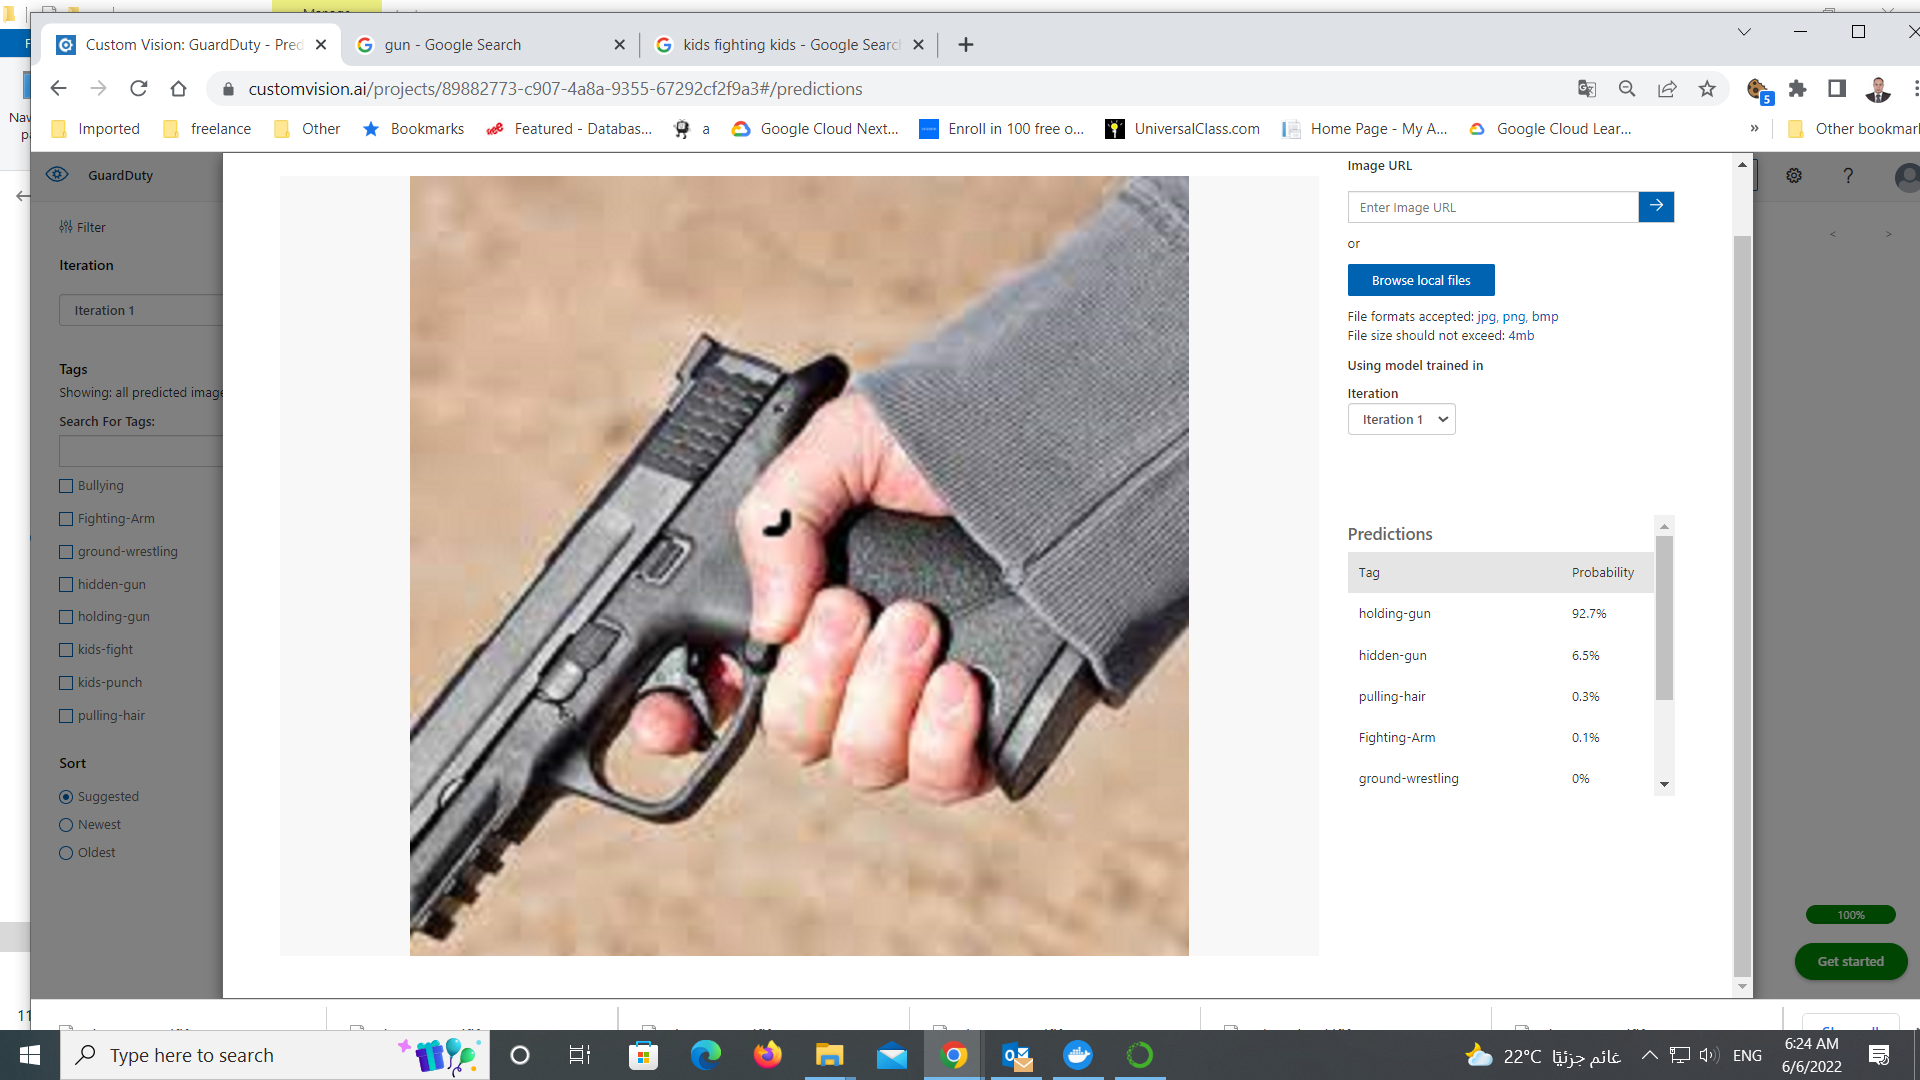 Custom Vision: GuardDuty - Pred
gun - Google Search
kids fighting kids - Google Search
customvision.ai/projects/89882773-c907-4a8a-9355-67292cf2f9a3#/predictions
5
Imported
freelance
Other
Bookmarks
Featured - Databas...
a
Google Cloud Next...
Enroll in 100 free o...
UniversalClass.com
Home Page - My A...
Google Cloud Lear...
»
Other bookmark
GuardDuty
?
Filter
Iteration
Iteration 1
Tags
Showing: all predicted image
Search For Tags:
Bullying
Fighting-Arm
ground-wrestling
hidden-gun
holding-gun
kids-fight
kids-punch
pulling-hair
Sort
Suggested
Newest
Oldest
Image URL
Enter Image URL
or
Browse local files
File formats accepted: jpg, png, bmp
File size should not exceed: 4mb
Using model trained in
Iteration
Iteration 1
Predictions
Tag Probability
holding-gun 92.7%
hidden-gun 6.5%
pulling-hair 0.3%
Fighting-Arm 0.1%
ground-wrestling 0%
100%
Get started
11
Type here to search
22°C غائم جزئيًا
ENG
6:24 AM
6/6/2022